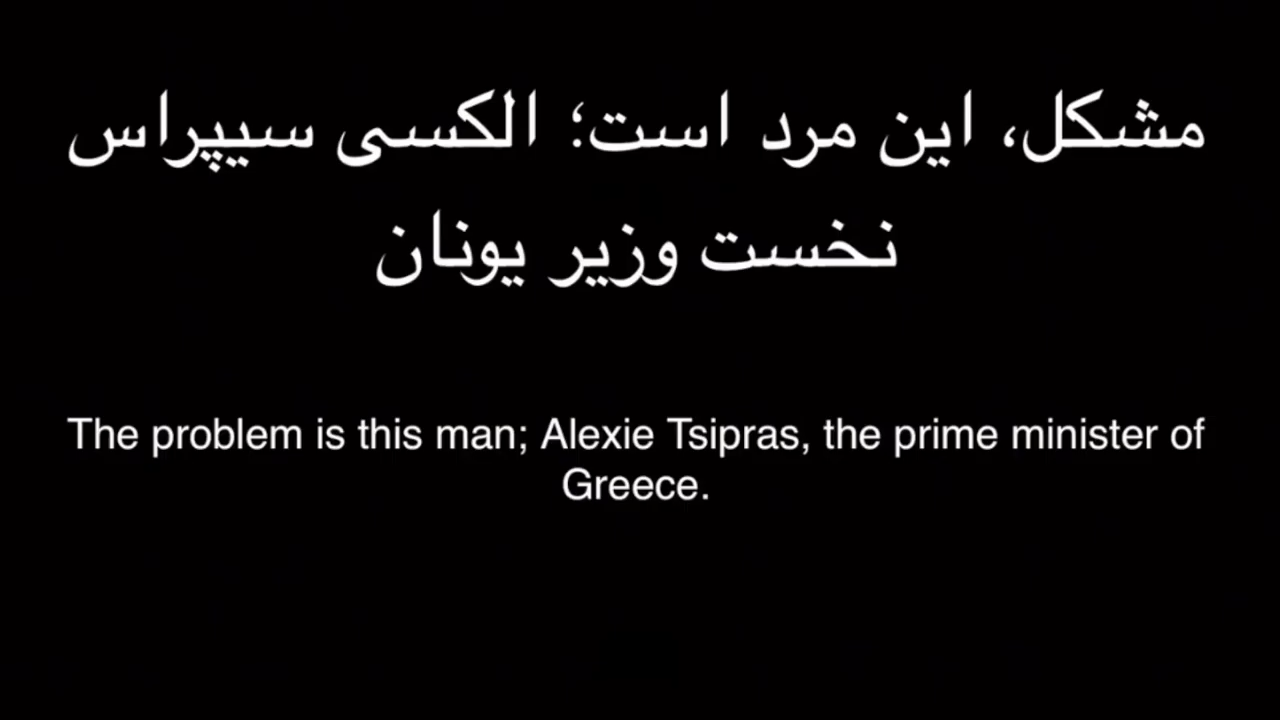 مشکل، این مرد است؛ الکسی سیپراس
نخست وزیر یونان
The problem is this man; Alexie Tsipras, the prime minister of
Greece.